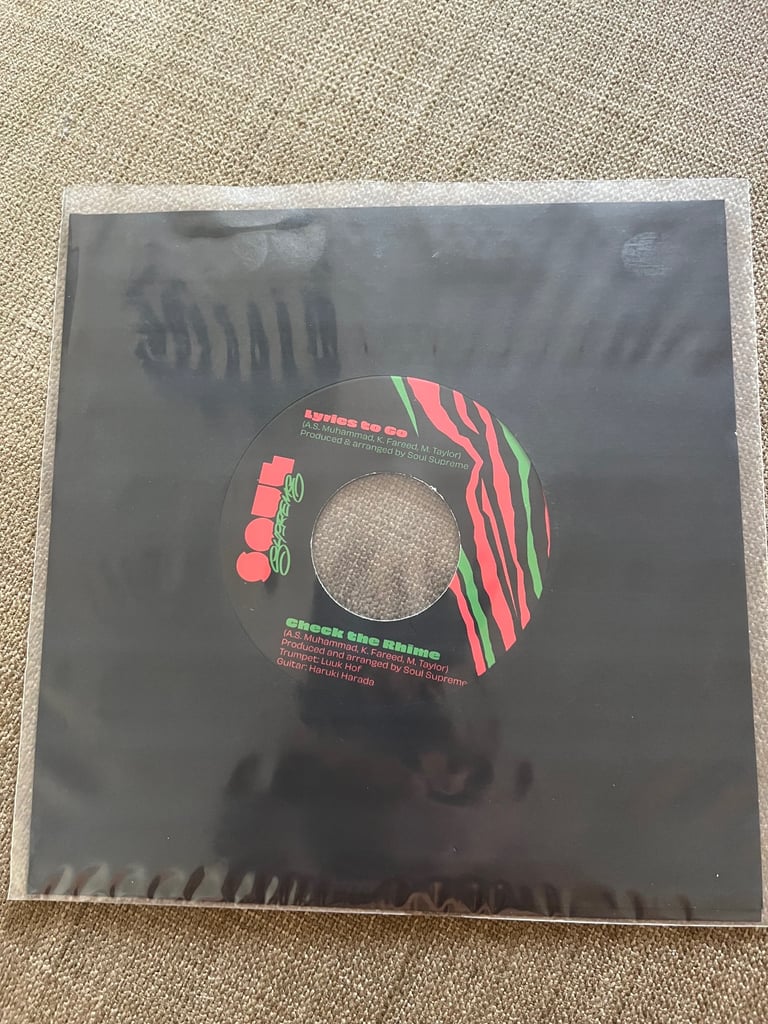 Lyrics to Go
(A.S. Muhammad, K. Fareed, M. Taylor)
Produced & arranged by Soul Supreme
SOUL
SUPREME
Check the Rhime
(A.S. Muhammad, K. Fareed, M. Taylor)
Produced and arranged by Soul Supreme
Trumpet: Luuk Hof
Guitar: Haruki Harada